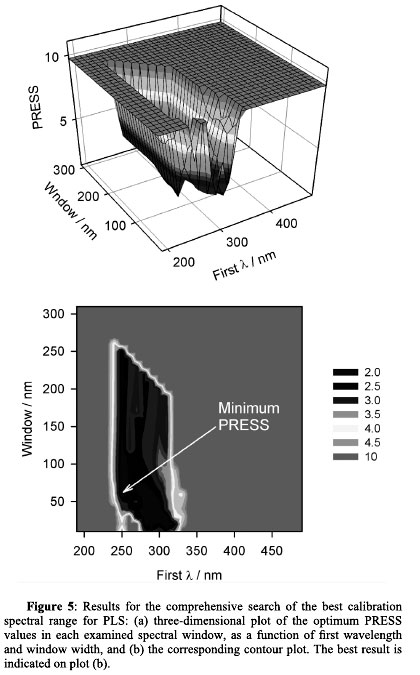 10
PRESS
5
300
200
100
Wndow / nm
200
300
400
First λ / nm
300
250
200
150
100
50
Window / nm
Minimum
PRESS
2.0
2.5
3.0
3.5
4.0
4.5
10
200 250 300 350 400 450
First λ / nm
Figure 5: Results for the comprehensive search of the best calibration
spectral range for PLS: (a) three-dimensional plot of the optimum PRESS
values in each examined spectral window, as a function of first wavelength
and window width, and (b) the corresponding contour plot. The best result is
indicated on plot (b).